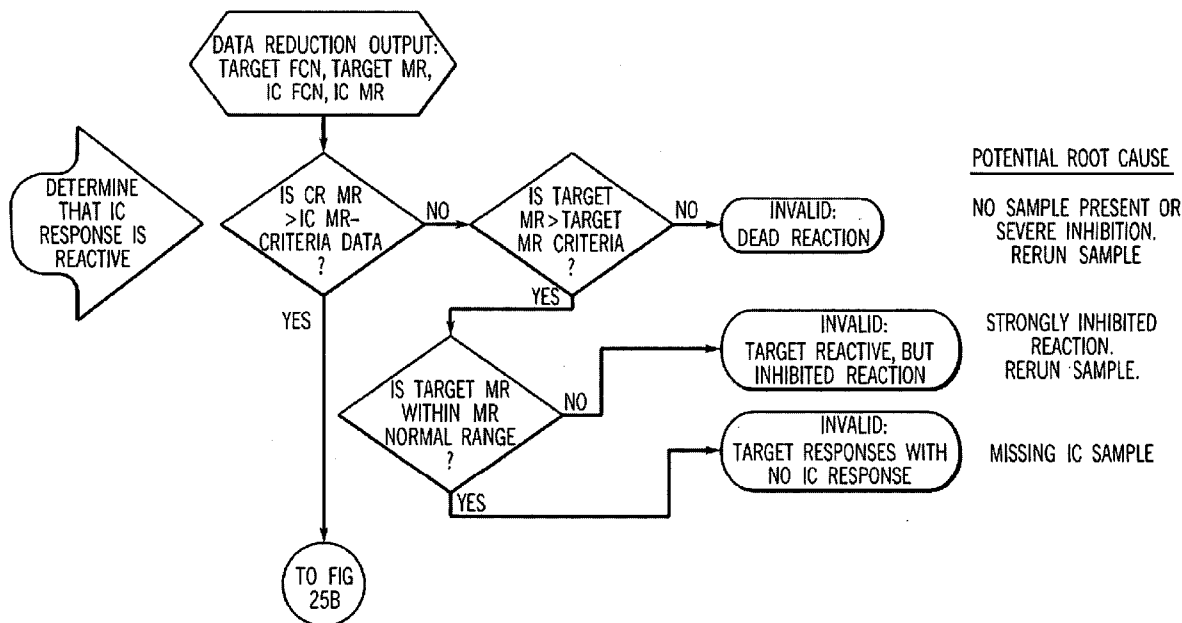 DATA REDUCTION OUTPUT:
TARGET FCN, TARGET MR,
IC FCN, IC MR
DETERMINE
THAT IC
RESPONSE IS
REACTIVE
IS CR MR
>IC MR-
CRITERIA DATA
?
NO
YES
IS TARGET
MR>TARGET
MR CRITERIA
?
NO
YES
INVALID:
DEAD REACTION
POTENTIAL ROOT CAUSE
NO SAMPLE PRESENT OR
SEVERE INHIBITION.
RERUN SAMPLE
IS TARGET MR
WITHIN MR
NORMAL RANGE
?
NO
YES
INVALID:
TARGET REACTIVE, BUT
INHIBITED REACTION
STRONGLY INHIBITED
REACTION.
RERUN SAMPLE.
INVALID:
TARGET RESPONSES WITH
NO IC RESPONSE
MISSING IC SAMPLE
TO FIG
25B